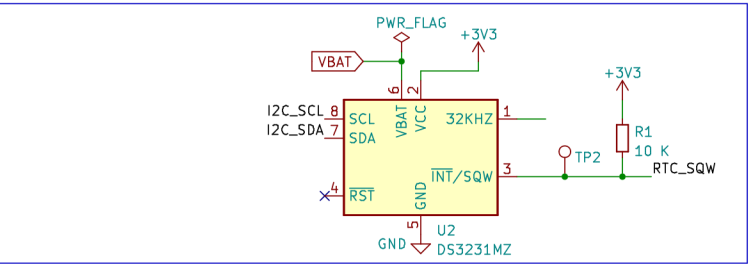 PWR_FLAG
+3V3
VBAT
+3V3
6
2
I2C_SCL
8
SCL
VBAT
VCC
32KHZ
1
R1
10 K
I2C_SDA
7
SDA
TP2
INT/SQW
3
RTC_SQW
4
RST
GND
5
U2
GND
DS3231MZ